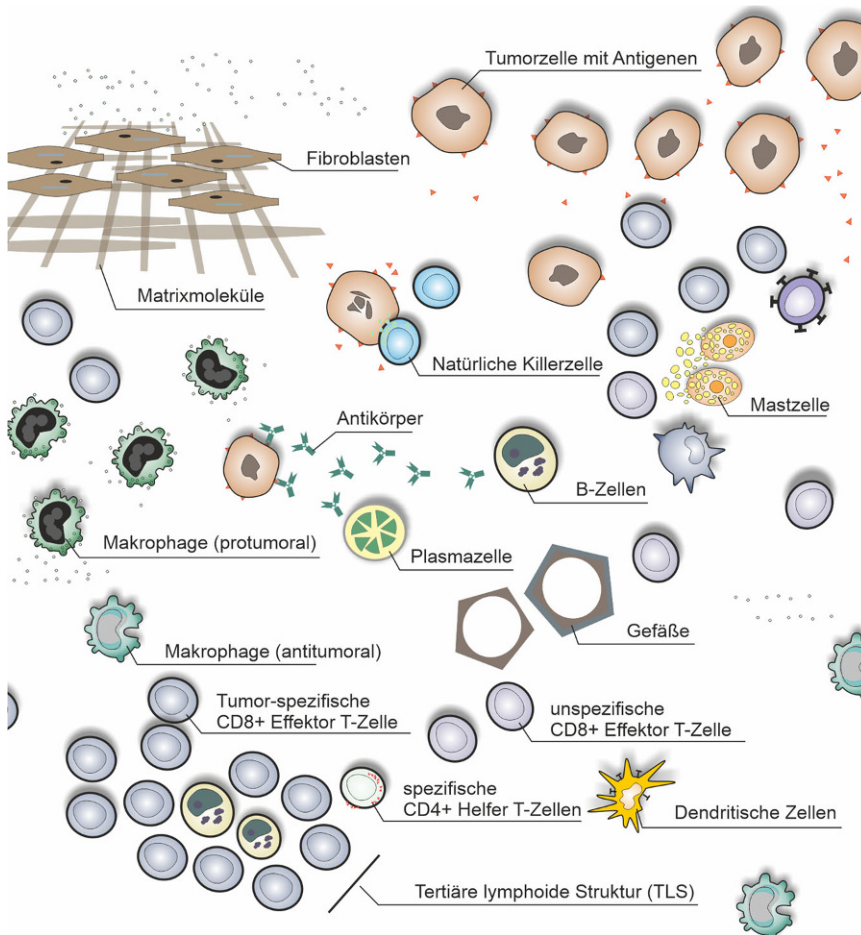 Tumorzelle mit Antigenen
Fibroblasten
Matrixmoleküle
Natürliche Killerzelle
Mastzelle
Antikörper
B-Zellen
Makrophage (protumoral)
Plasmazelle
Gefäße
Makrophage (antitumoral)
Tumor-spezifische
CD8+ Effektor T-Zelle
unspezifische
CD8+ Effektor T-Zelle
spezifische
CD4+ Helfer T-Zellen
Dendritische Zellen
Tertiäre lymphoide Struktur (TLS)